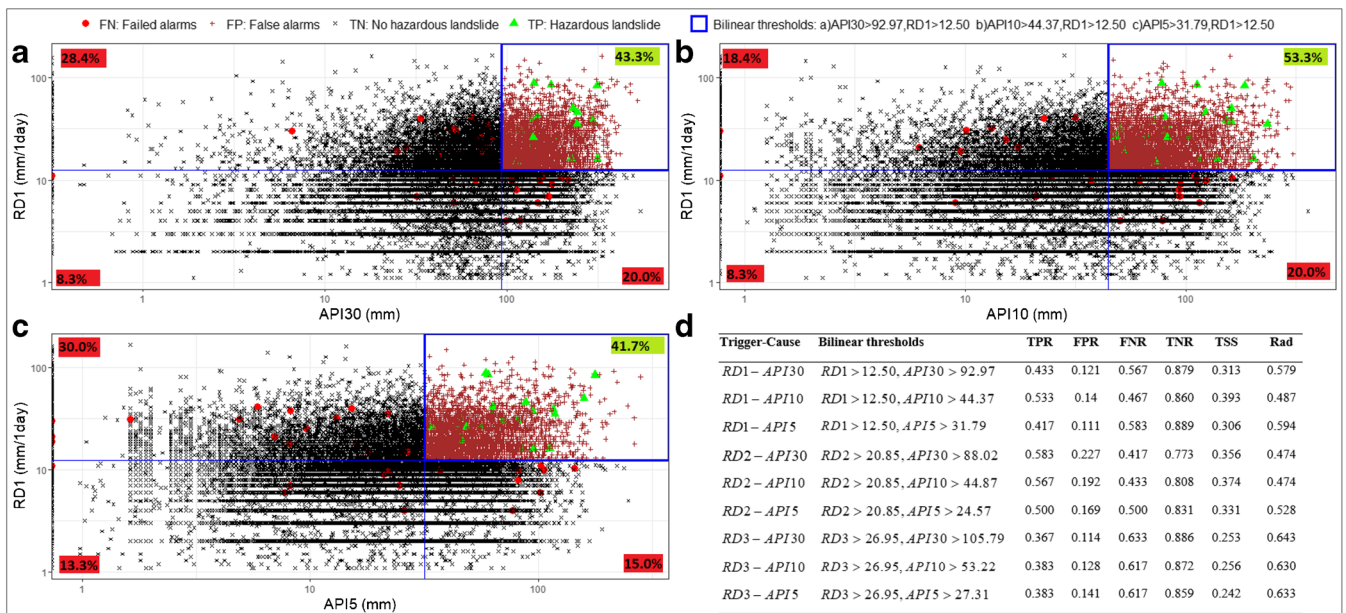 FN: Failed alarms FP: False alarms TN: No hazardous landslide TP: Hazardous landslide Bilinear thresholds: a)API30>92.97,RD1>12.50 b)API10>44.37,RD1>12.50 c)API5>31.79,RD1>12.50
a
28.4%
43.3%
100
10
1
RD1 (mm/1day)
8.3%
20.0%
1 10 100
API30 (mm)
b
18.4%
53.3%
100
10
1
RD1 (mm/1day)
8.3%
20.0%
1 10 100
API10 (mm)
c
30.0%
41.7%
100
10
1
RD1 (mm/1day)
13.3%
15.0%
1 10 100
API5 (mm)
d
Trigger-Cause Bilinear thresholds TPR FPR FNR TNR TSS Rad
RD1 − API30 RD1 > 12.50, API30 > 92.97 0.433 0.121 0.567 0.879 0.313 0.579
RD1 − API10 RD1 > 12.50, API10 > 44.37 0.533 0.14 0.467 0.860 0.393 0.487
RD1 − API5 RD1 > 12.50, API5 > 31.79 0.417 0.111 0.583 0.889 0.306 0.594
RD2 − API30 RD2 > 20.85, API30 > 88.02 0.583 0.227 0.417 0.773 0.356 0.474
RD2 − API10 RD2 > 20.85, API10 > 44.87 0.567 0.192 0.433 0.808 0.374 0.474
RD2 − API5 RD2 > 20.85, API5 > 24.57 0.500 0.169 0.500 0.831 0.331 0.528
RD3 − API30 RD3 > 26.95, API30 > 105.79 0.367 0.114 0.633 0.886 0.253 0.643
RD3 − API10 RD3 > 26.95, API10 > 53.22 0.383 0.128 0.617 0.872 0.256 0.630
RD3 − API5 RD3 > 26.95, API5 > 27.31 0.383 0.141 0.617 0.859 0.242 0.633